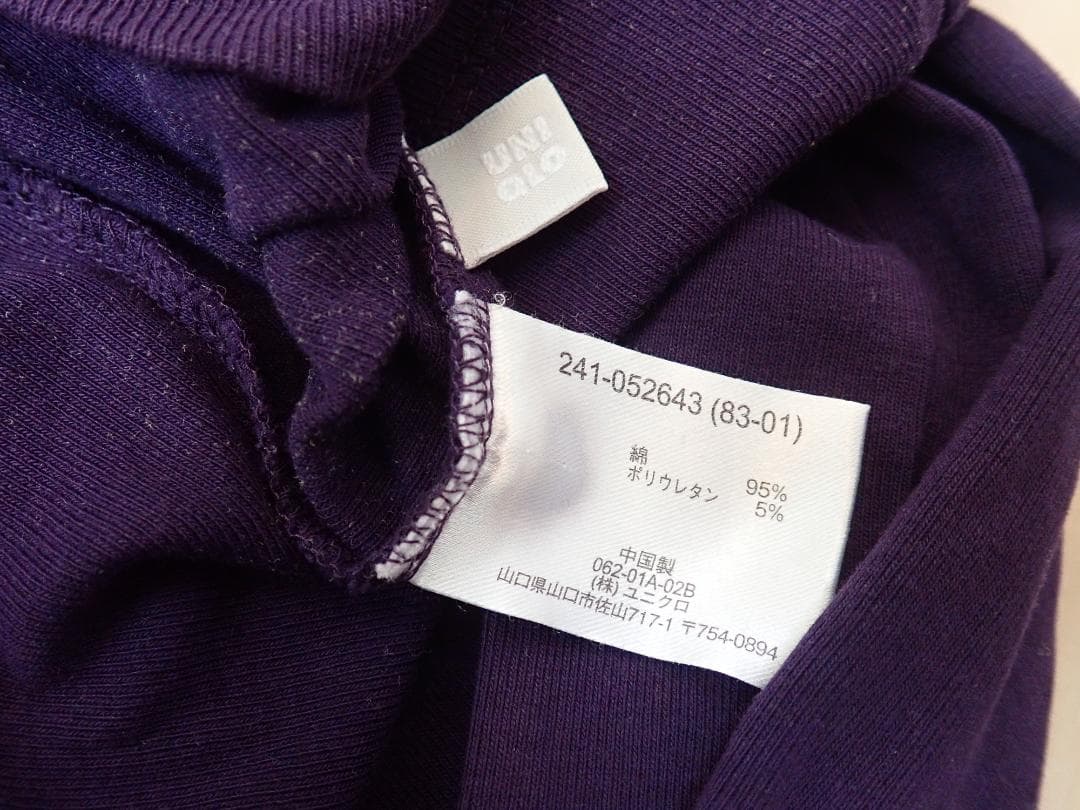 UNI
QLO
241-052643 (83-01)
綿 95%
ポリウレタン 5%
中国製
062-01A-02B
(株) ユニクロ
山口県山口市佐山717-1 〒754-0894